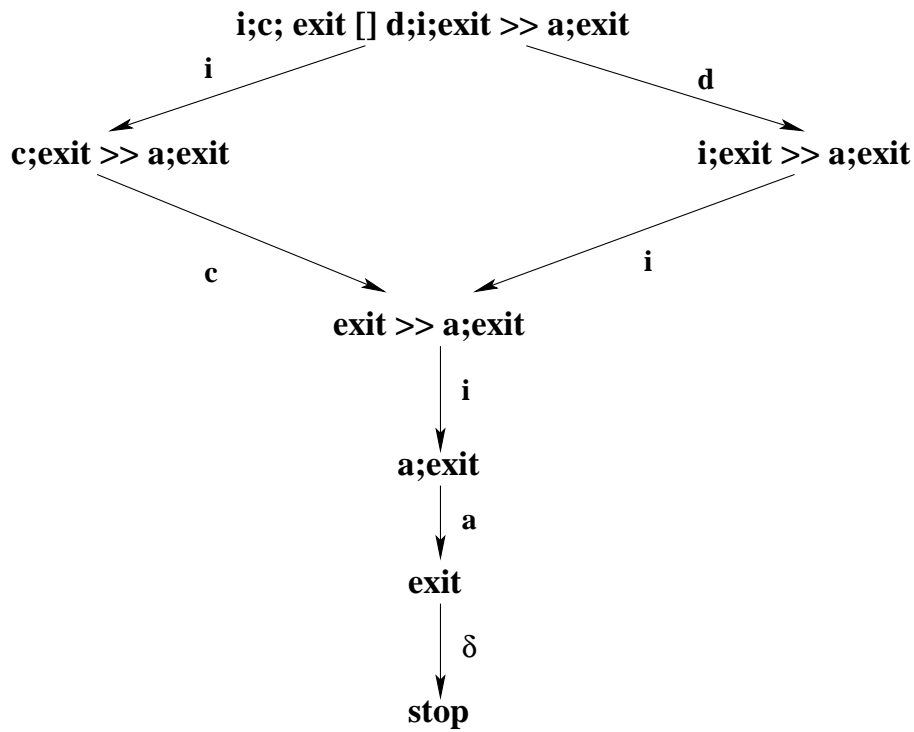 i;c; exit [] d;i;exit >> a;exit
i
d
c;exit >> a;exit
i;exit >> a;exit
c
i
exit >> a;exit
i
a;exit
a
exit
δ
stop